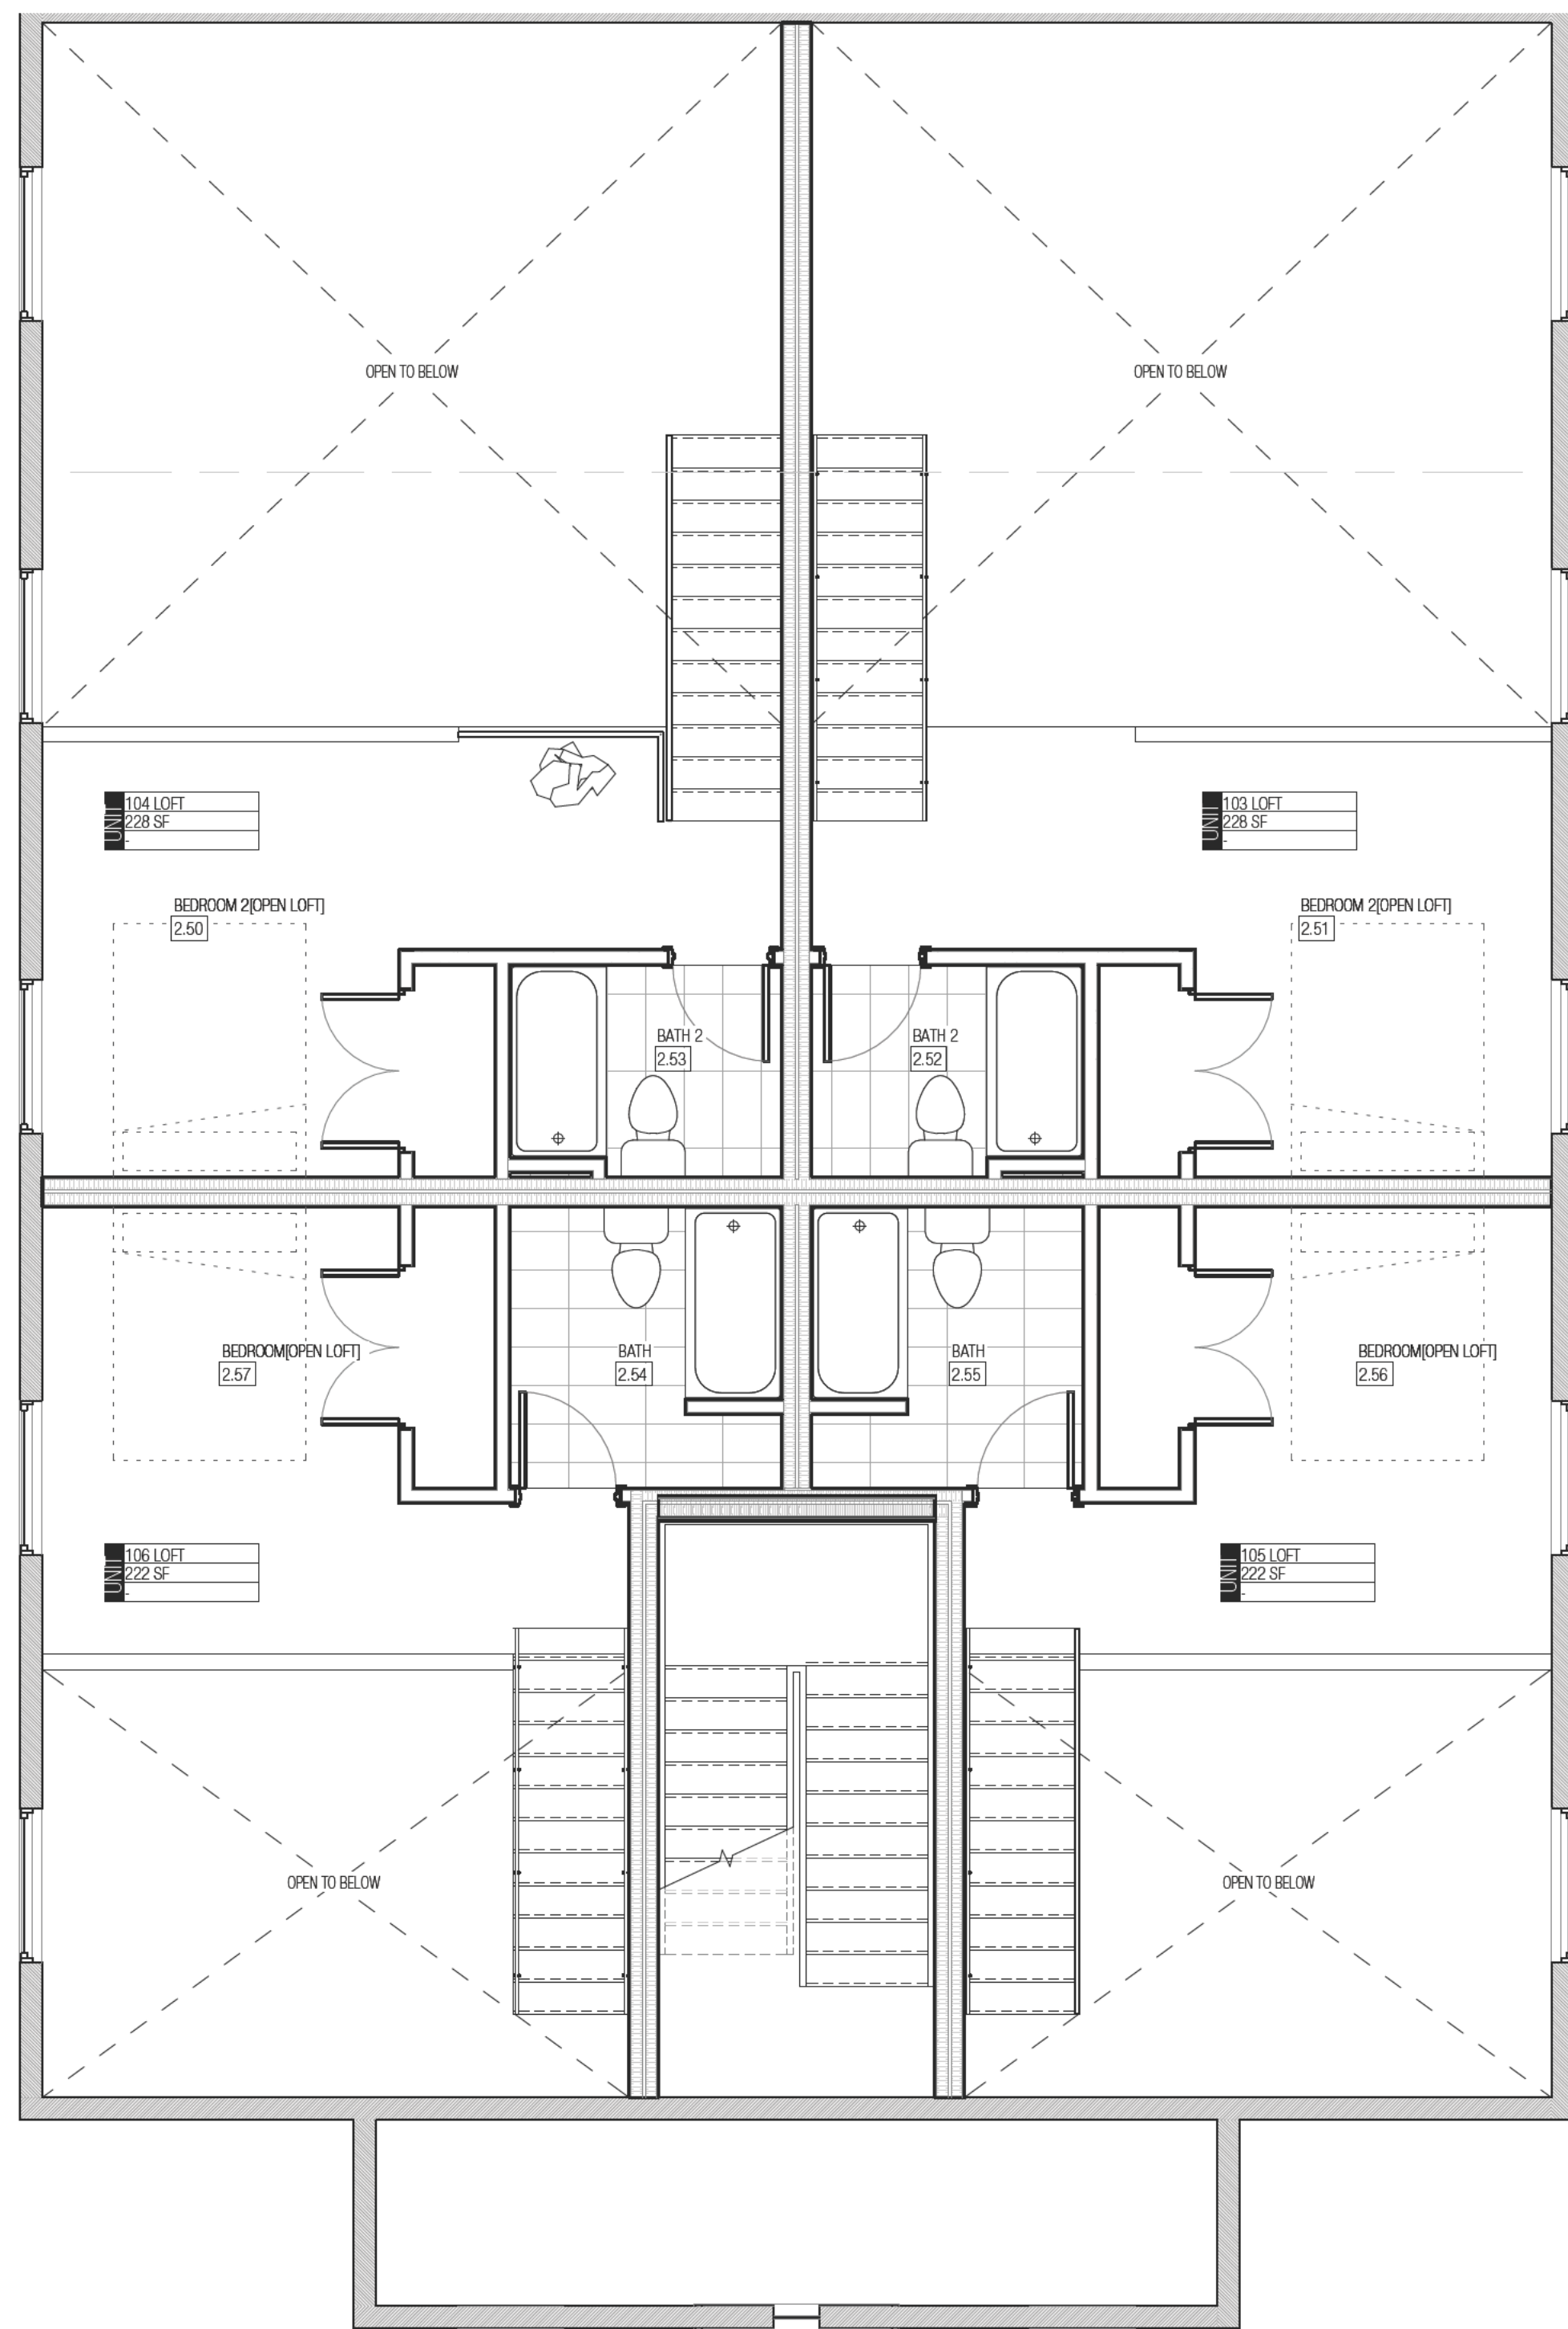 OPEN TO BELOW
OPEN TO BELOW
UNIT
104 LOFT
228 SF
-
UNIT
103 LOFT
228 SF
-
BEDROOM 2[OPEN LOFT]
2.50
BEDROOM 2[OPEN LOFT]
2.51
BATH 2
2.53
BATH 2
2.52
BEDROOM[OPEN LOFT]
2.57
BATH
2.54
BATH
2.55
BEDROOM[OPEN LOFT]
2.56
UNIT
106 LOFT
222 SF
-
UNIT
105 LOFT
222 SF
-
OPEN TO BELOW
OPEN TO BELOW